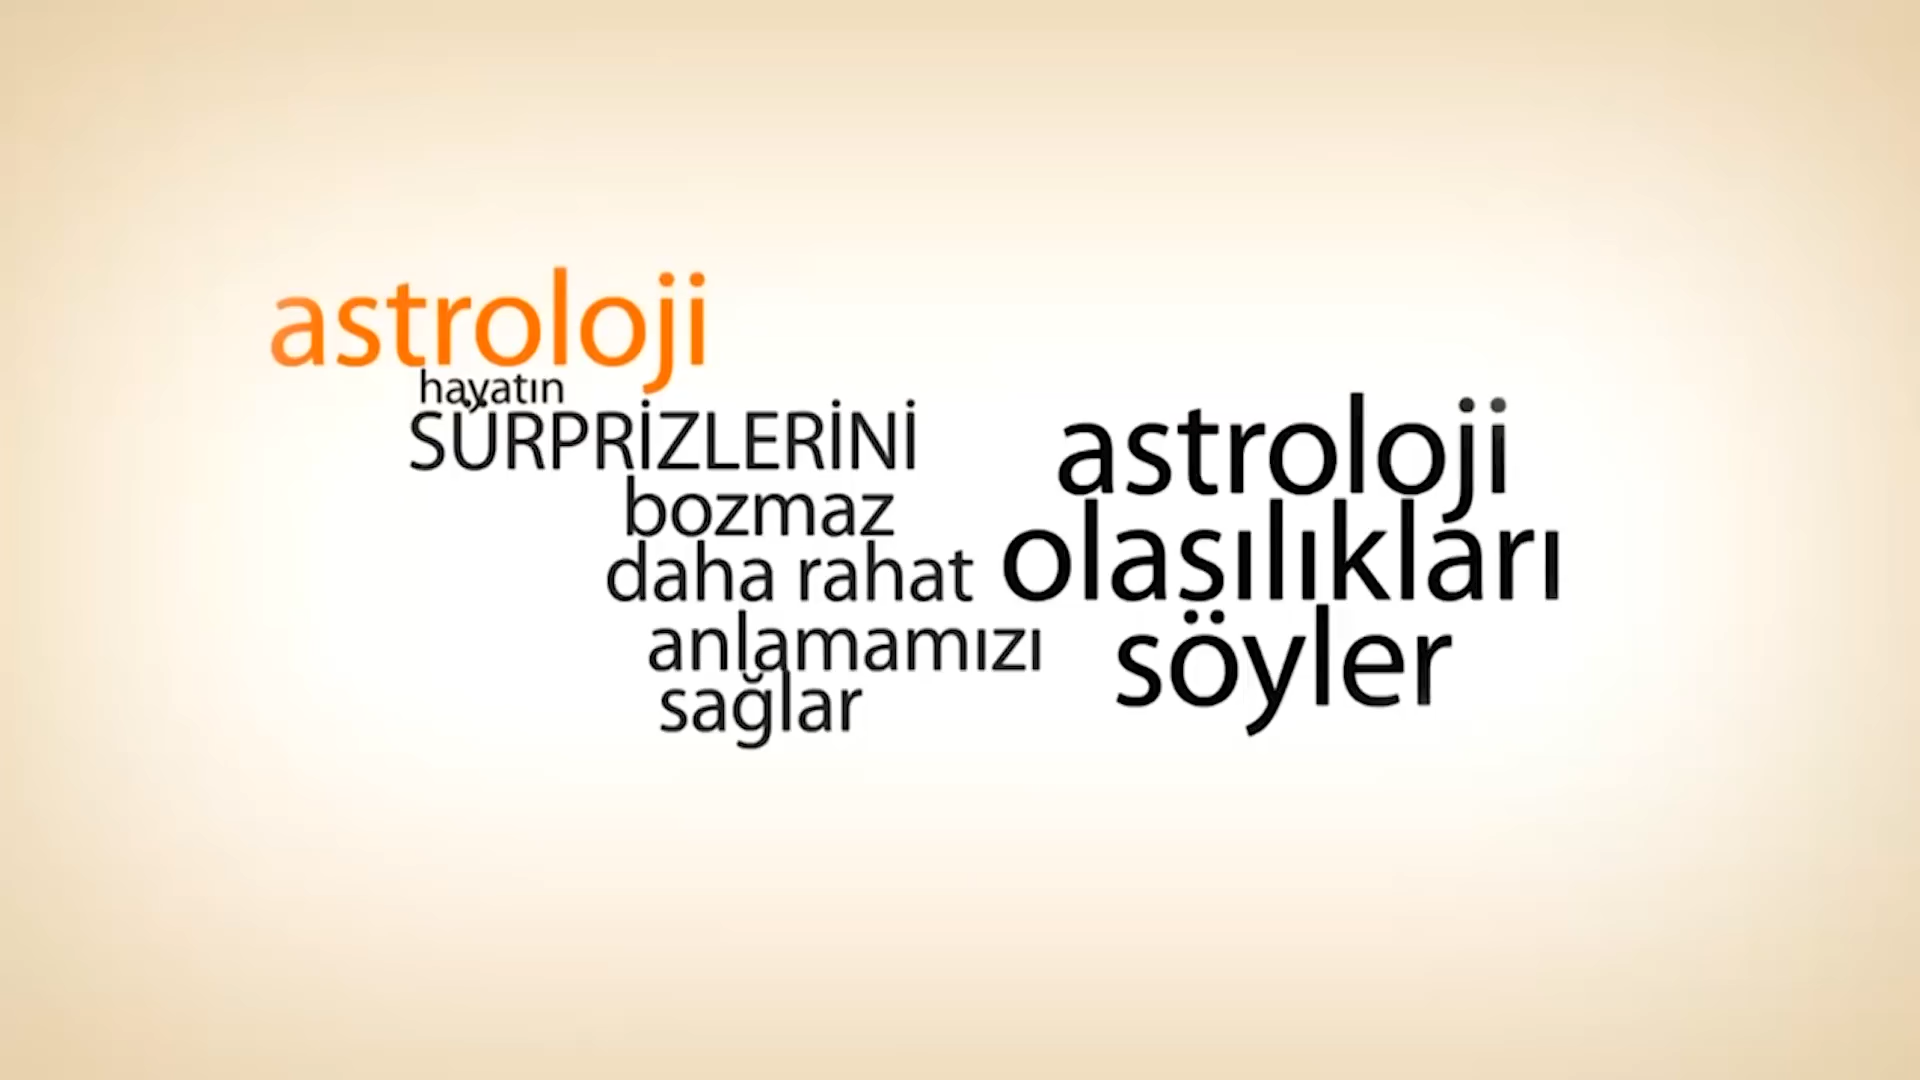 astroloji
hayatın
SÜRPRİZLERİNİ
bozmaz
daha rahat
anlamamızı
sağlar
astroloji
olasılıkları
söyler